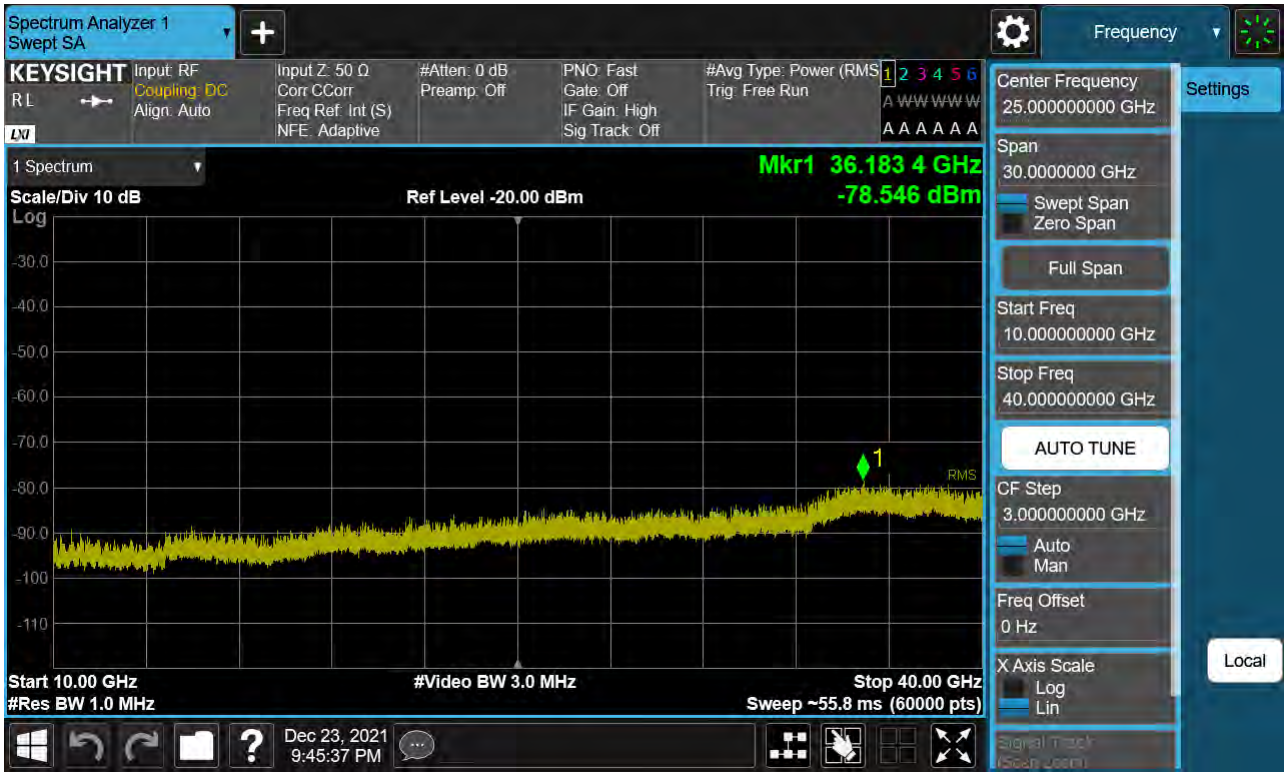 Spectrum Analyzer 1
Swept SA
+
Frequency
KEYSIGHT
RL
LXI
Input: RF
Coupling: DC
Align: Auto
Input Z: 50 Ω
Corr CCorr
Freq Ref: Int (S)
NFE: Adaptive
#Atten: 0 dB
Preamp: Off
PNO: Fast
Gate: Off
IF Gain: High
Sig Track: Off
#Avg Type: Power (RMS
Trig: Free Run
1 2 3 4 5 6
A W W W W W
A A A A A A
1 Spectrum
Scale/Div 10 dB
Log
Ref Level -20.00 dBm
Mkr1 36.183 4 GHz
-78.546 dBm
-30.0
-40.0
-50.0
-60.0
-70.0
-80.0
-90.0
-100
-110
1
RMS
Start 10.00 GHz
#Res BW 1.0 MHz
#Video BW 3.0 MHz
Stop 40.00 GHz
Sweep ~55.8 ms (60000 pts)
Center Frequency
25.000000000 GHz
Span
30.0000000 GHz
Swept Span
Zero Span
Full Span
Start Freq
10.000000000 GHz
Stop Freq
40.000000000 GHz
AUTO TUNE
CF Step
3.000000000 GHz
Auto
Man
Freq Offset
0 Hz
X Axis Scale
Log
Lin
Signal Track
(Span Zoom)
Settings
Local
?
Dec 23, 2021
9:45:37 PM